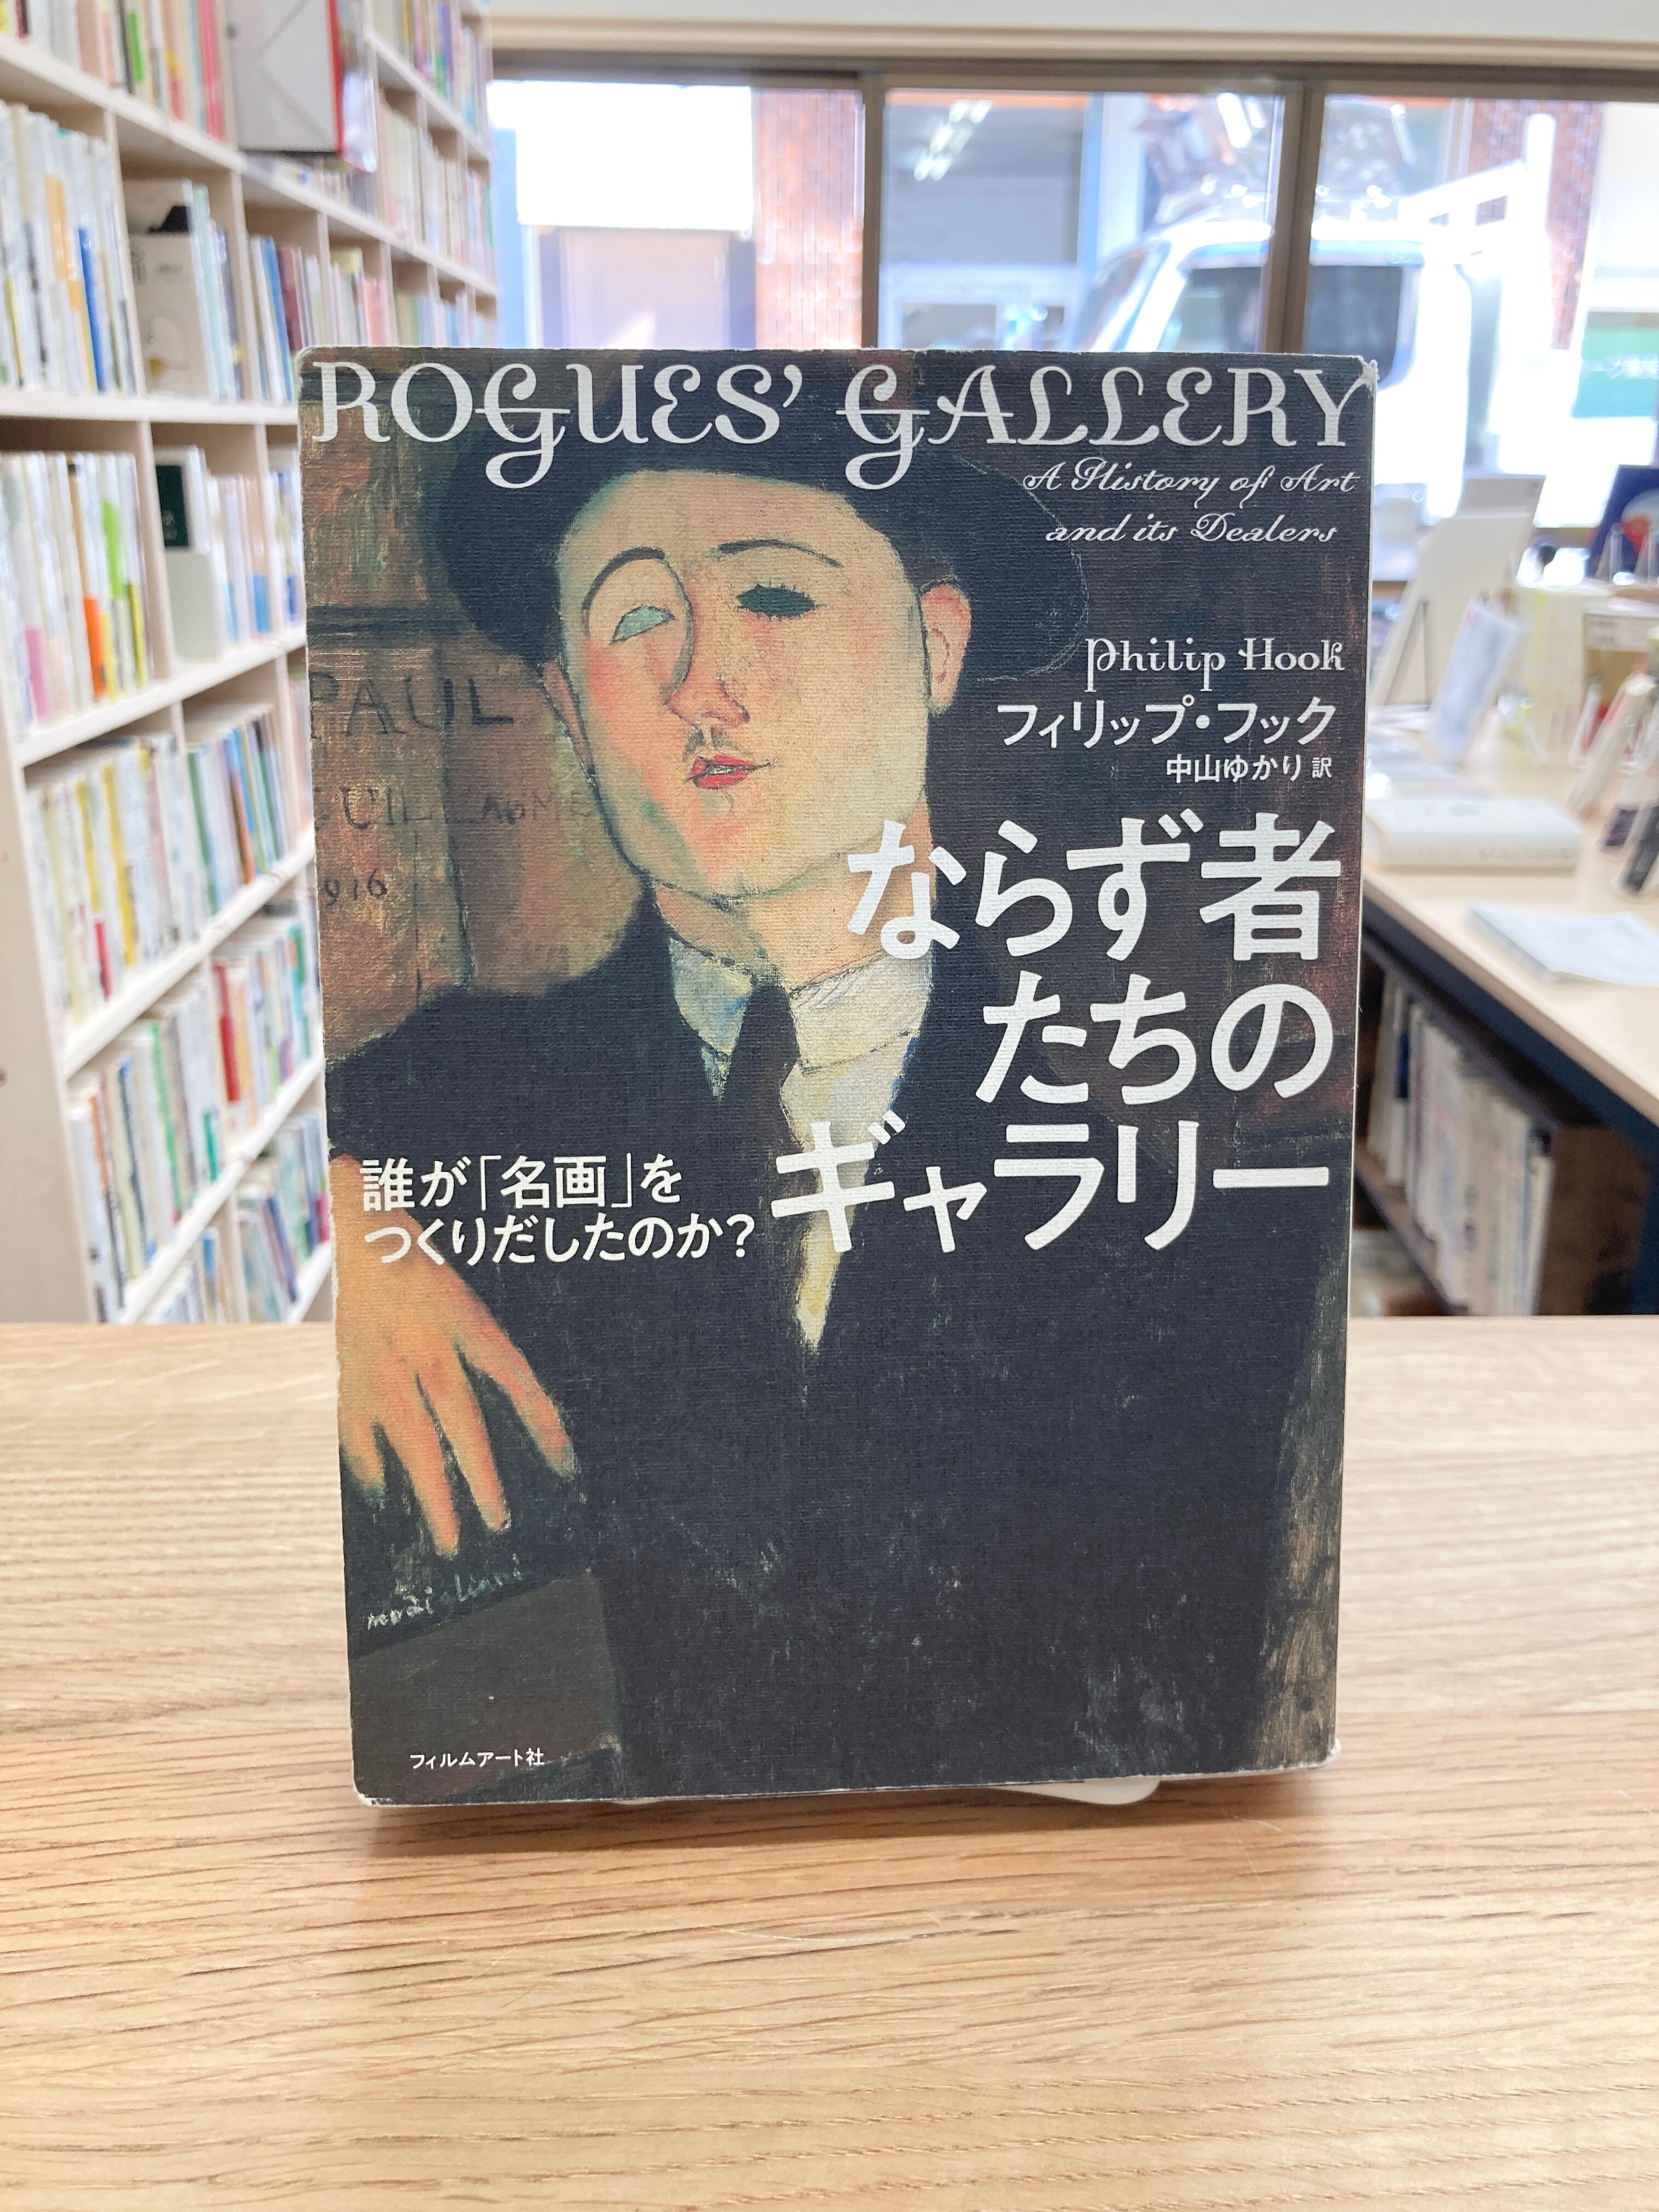 ROGUES' GALLERY
A History of Art
and its Dealers
Philip Hook
フィリップ・フック
中山ゆかり 訳
ならず者
たちの
ギャラリー
誰が「名画」を
つくりだしたのか?
PAUL
UILLAUME
916
modigliani
フィルムアート社